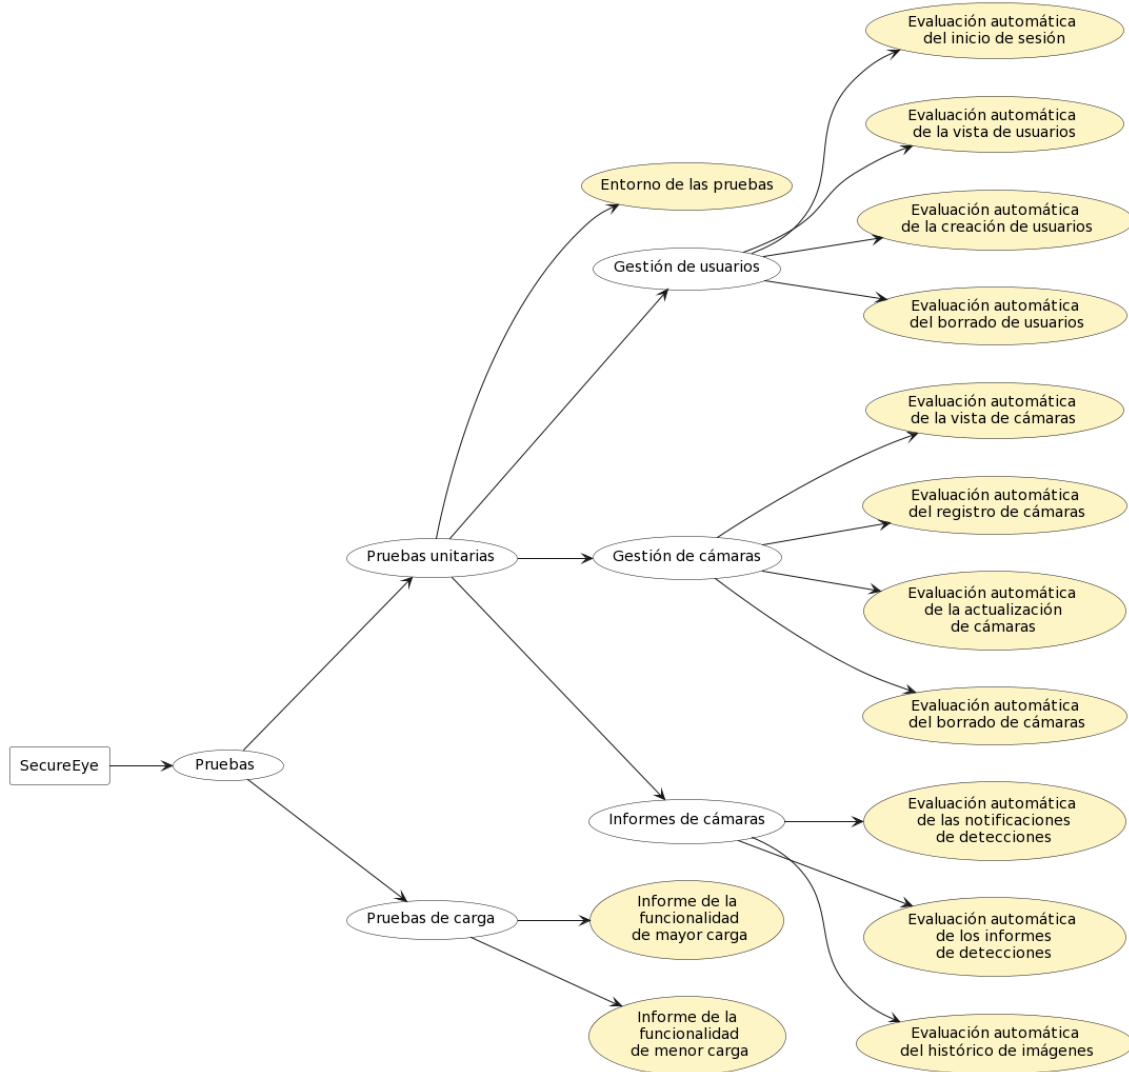 Evaluación automática
del inicio de sesión
Evaluación automática
de la vista de usuarios
Entorno de las pruebas
Evaluación automática
de la creación de usuarios
Gestión de usuarios
Evaluación automática
del borrado de usuarios
Evaluación automática
de la vista de cámaras
Evaluación automática
del registro de cámaras
Pruebas unitarias
Gestión de cámaras
Evaluación automática
de la actualización
de cámaras
Evaluación automática
del borrado de cámaras
SecureEye
Pruebas
Informes de cámaras
Evaluación automática
de las notificaciones
de detecciones
Pruebas de carga
Informe de la
funcionalidad
de mayor carga
Evaluación automática
de los informes
de detecciones
Informe de la
funcionalidad
de menor carga
Evaluación automática
del histórico de imágenes